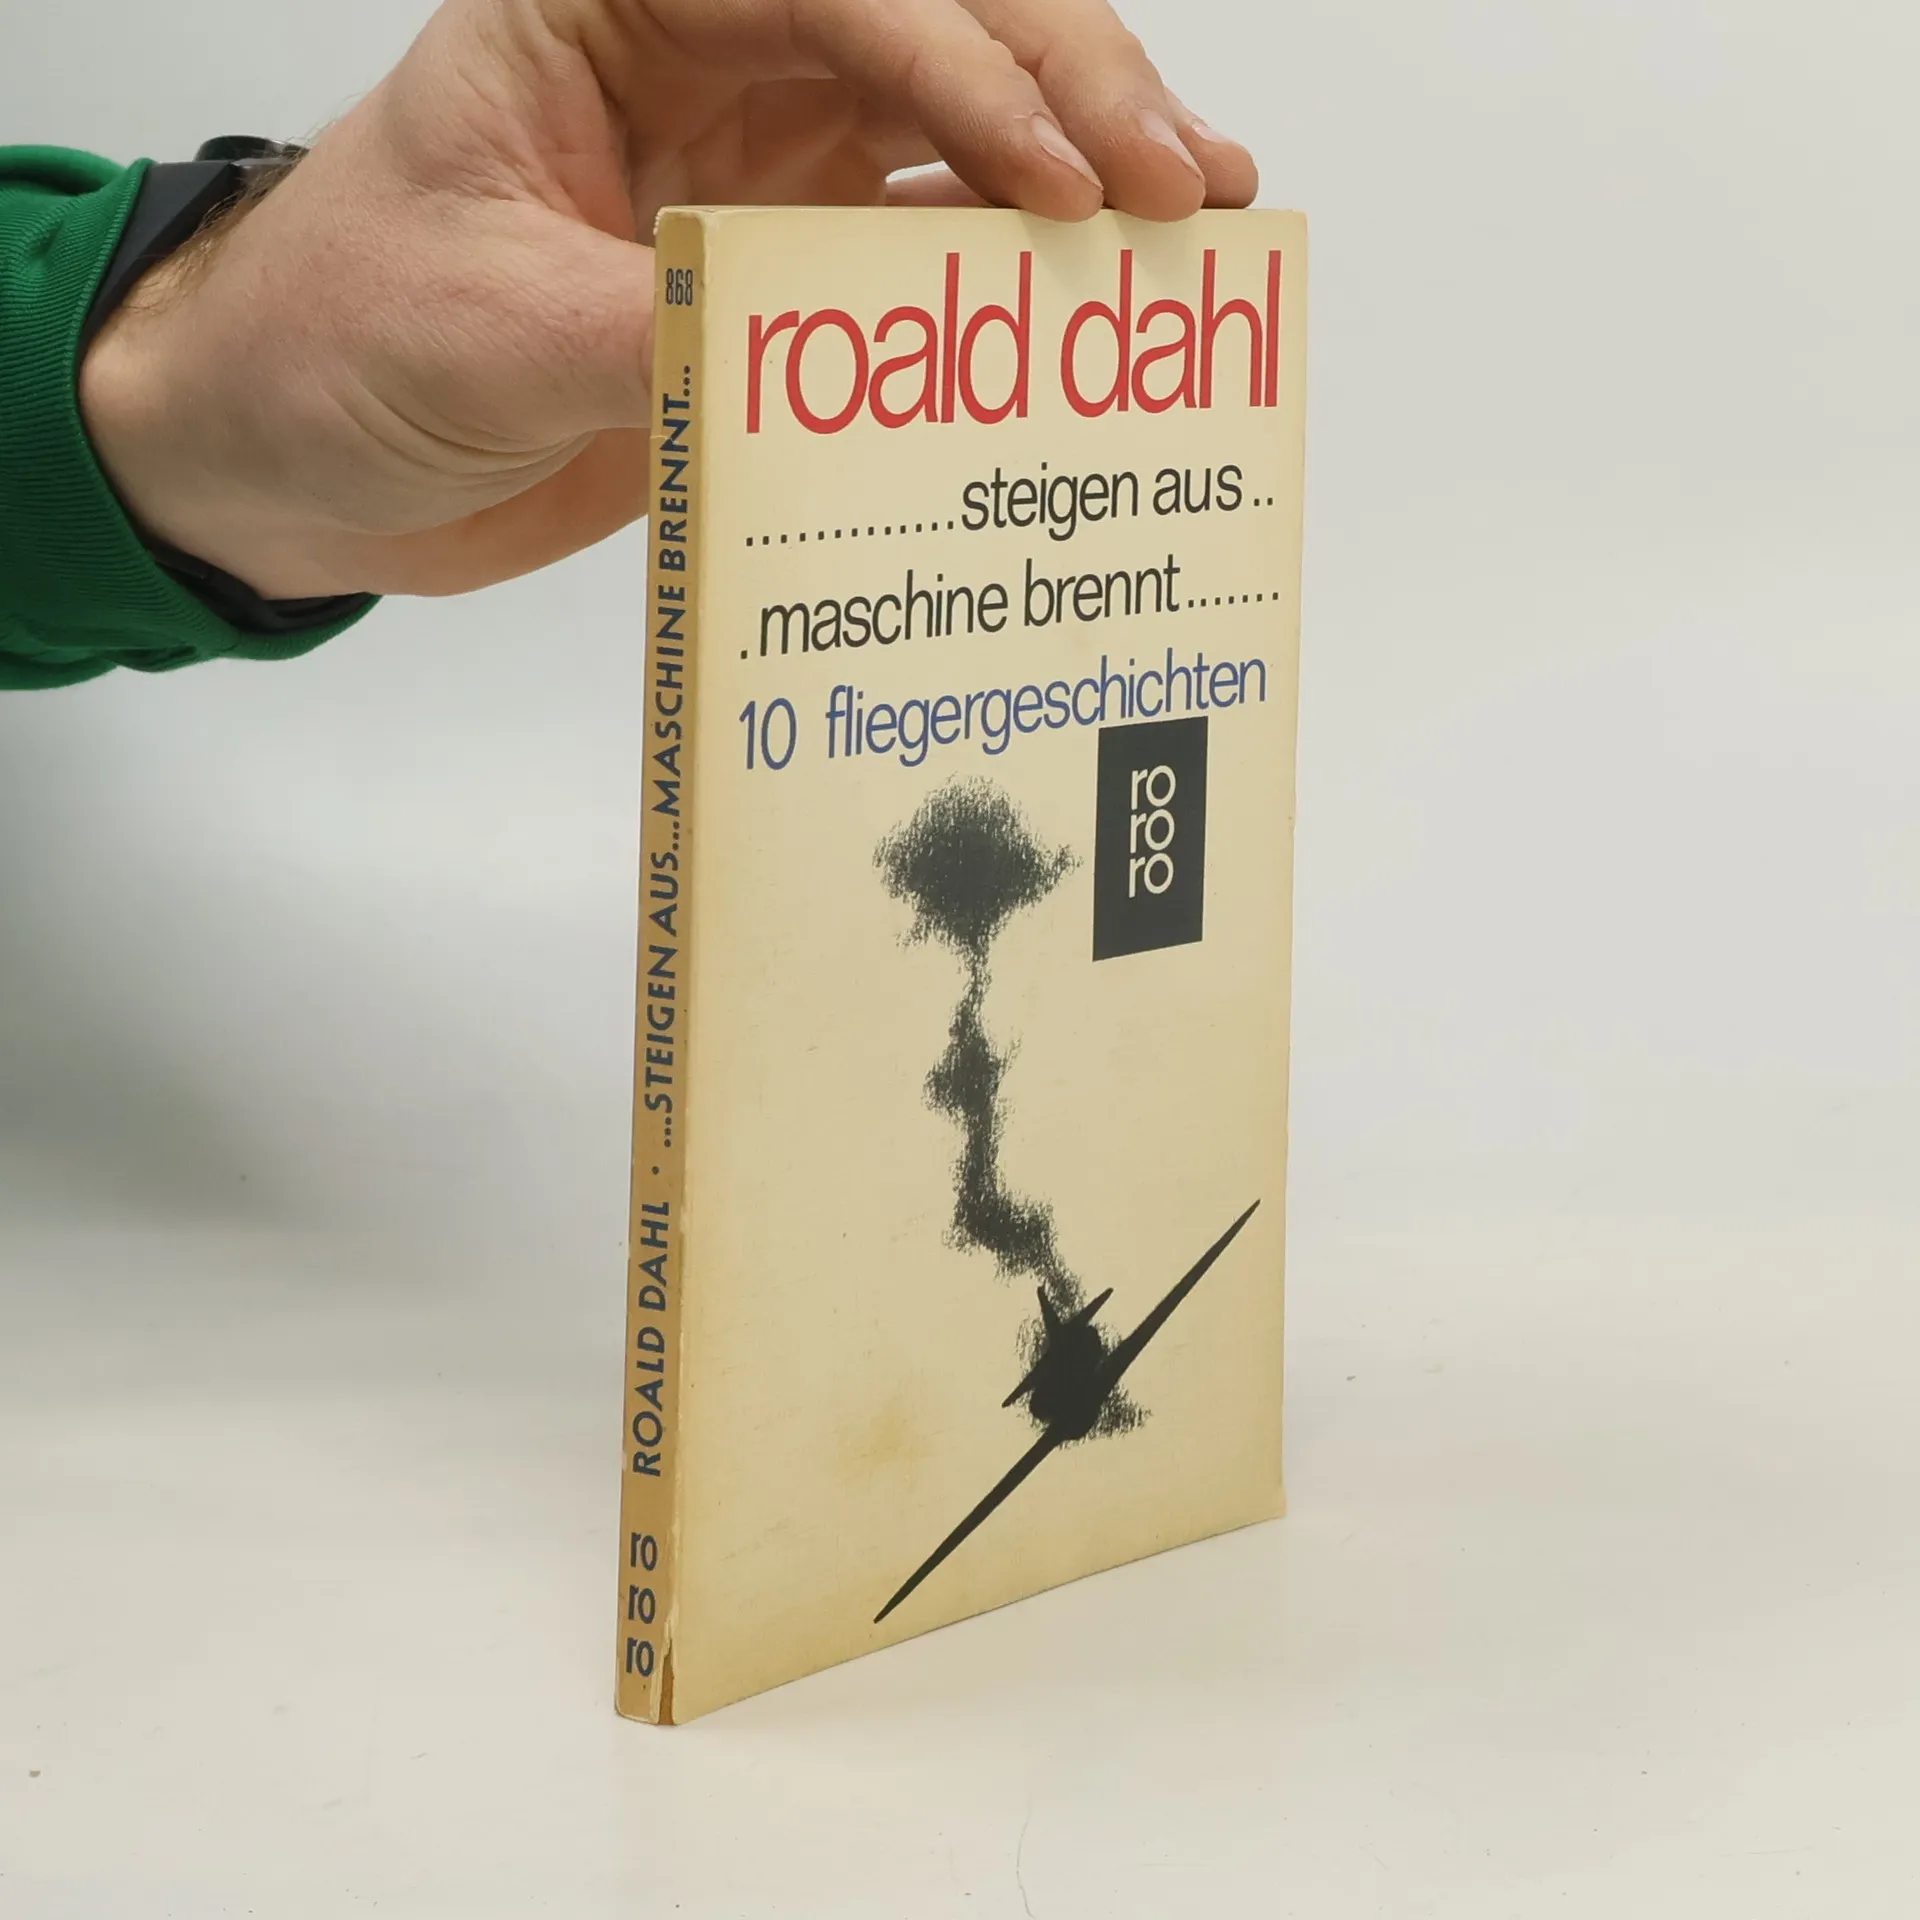 868
ROALD DAHL · ...STEIGEN AUS...MASCHINE BRENNT...
ro
ro
ro
roald dahl
.............steigen aus..
.maschine brennt.......
10 fliegergeschichten
ro
ro
ro